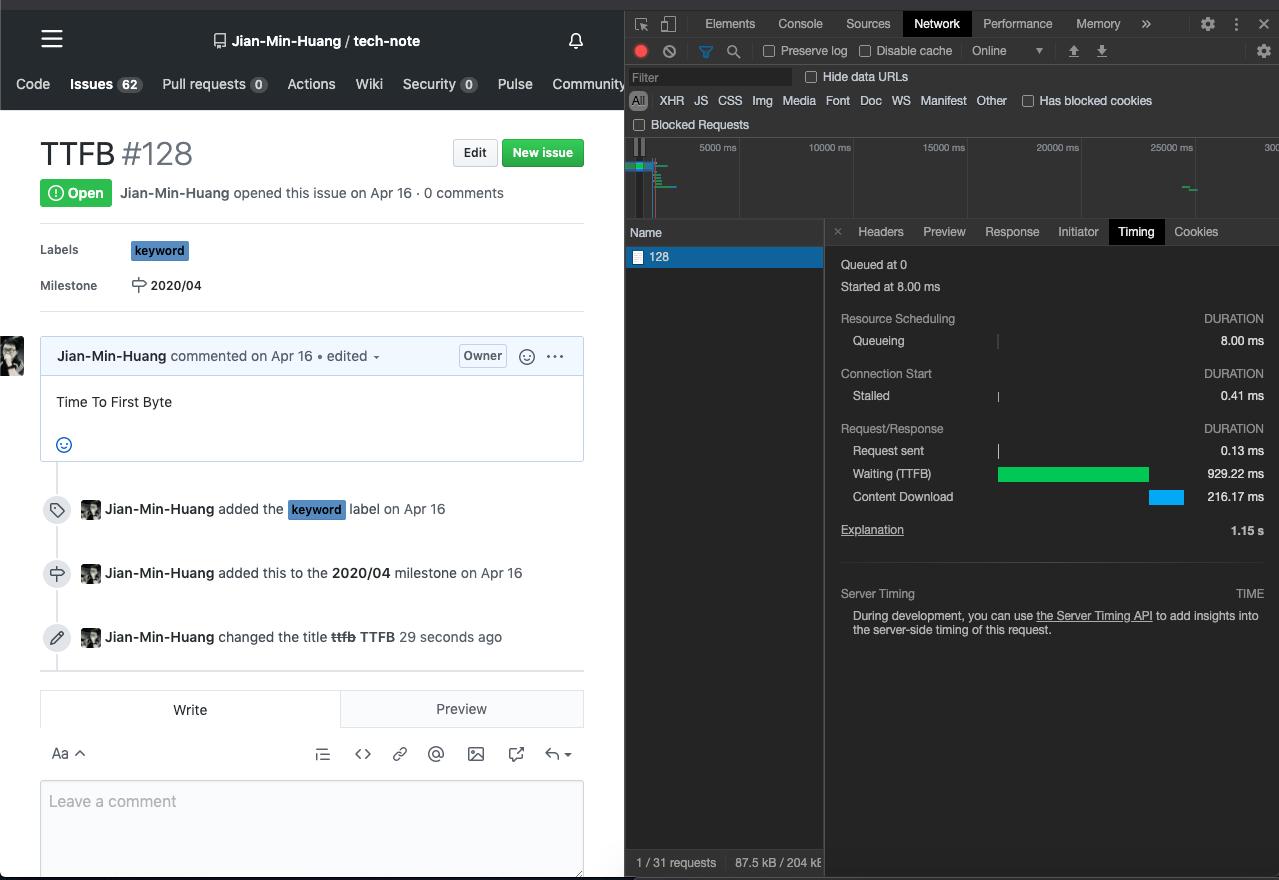 Jian-Min-Huang / tech-note
Code Issues 62 Pull requests 0 Actions Wiki Security 0 Pulse Community
TTFB #128
Edit New issue
Open Jian-Min-Huang opened this issue on Apr 16 · 0 comments
Labels keyword
Milestone 2020/04
Jian-Min-Huang commented on Apr 16 • edited Owner
Time To First Byte
Jian-Min-Huang added the keyword label on Apr 16
Jian-Min-Huang added this to the 2020/04 milestone on Apr 16
Jian-Min-Huang changed the title ttfb TTFB 29 seconds ago
Write Preview
Aa
Leave a comment
Elements Console Sources Network Performance Memory
Preserve log Disable cache Online
Filter Hide data URLs
All XHR JS CSS Img Media Font Doc WS Manifest Other Has blocked cookies
Blocked Requests
5000 ms 10000 ms 15000 ms 20000 ms 25000 ms 300
Name
128
1 / 31 requests 87.5 kB / 204 kB
Headers Preview Response Initiator Timing Cookies
Queued at 0
Started at 8.00 ms
Resource Scheduling DURATION
Queueing 8.00 ms
Connection Start DURATION
Stalled 0.41 ms
Request/Response DURATION
Request sent 0.13 ms
Waiting (TTFB) 929.22 ms
Content Download 216.17 ms
Explanation 1.15 s
Server Timing TIME
During development, you can use the Server Timing API to add insights into
the server-side timing of this request.